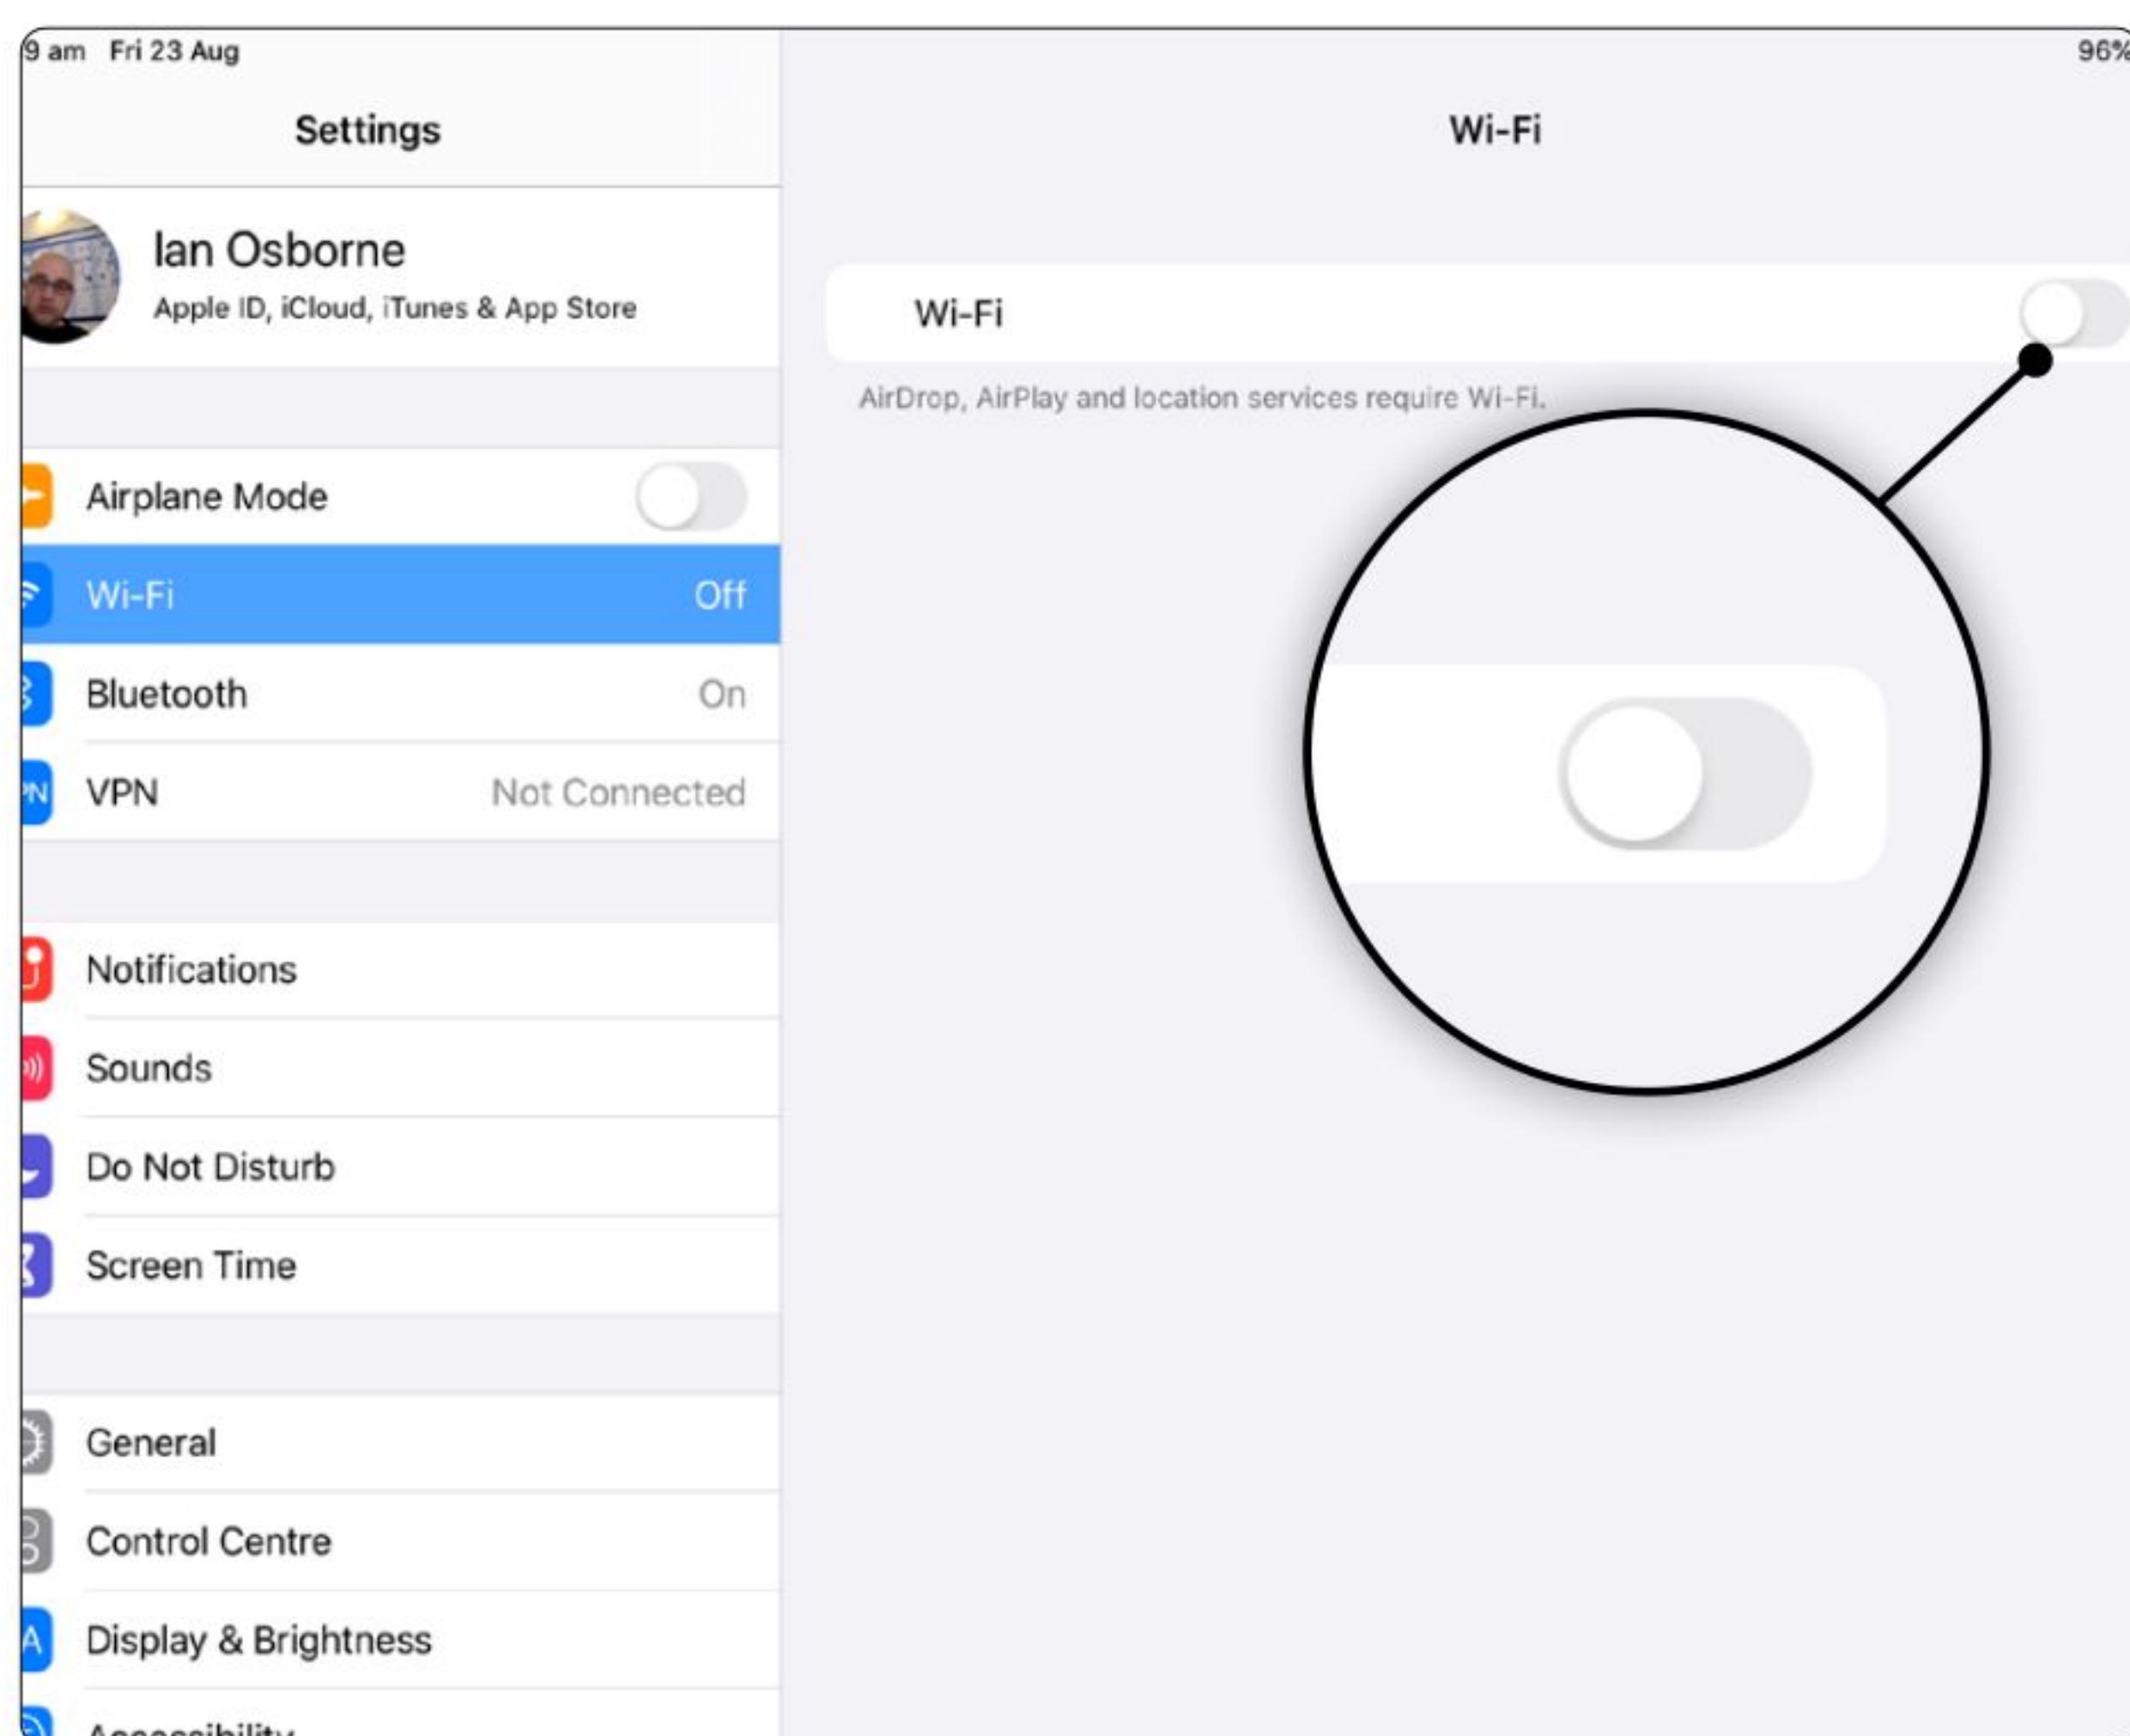 9 am Fri 23 Aug
96%
Settings
Wi-Fi
Ian Osborne
Apple ID, iCloud, iTunes & App Store
Wi-Fi
AirDrop, AirPlay and location services require Wi-Fi.
Airplane Mode
Wi-Fi Off
Bluetooth On
VPN Not Connected
Notifications
Sounds
Do Not Disturb
Screen Time
General
Control Centre
Display & Brightness
Accessibility